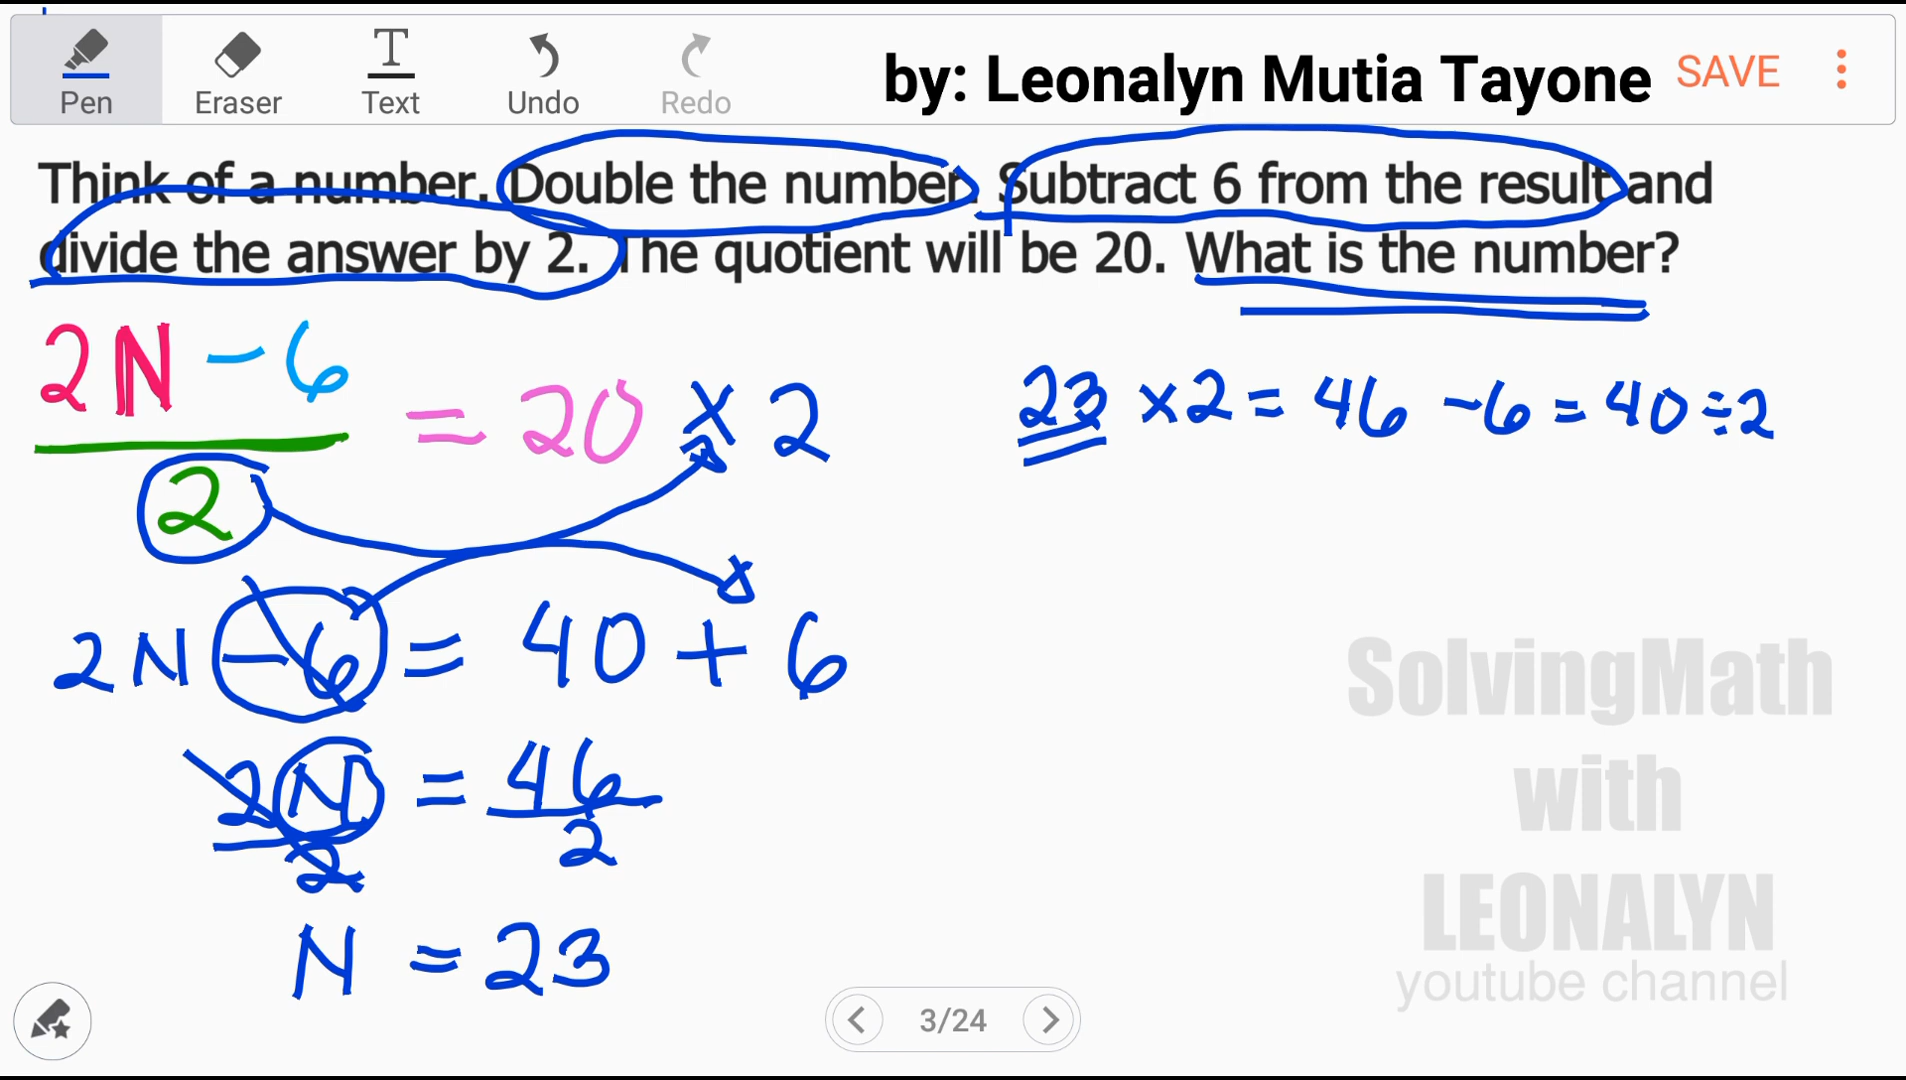 Pen Eraser Text Undo Redo by: Leonalyn Mutia Tayone SAVE
Think of a number. Double the number. Subtract 6 from the result and
divide the answer by 2. The quotient will be 20. What is the number?
2N - 6
= 20 x 2
2
23 x 2 = 46 - 6 = 40 ÷ 2
2N - 6 = 40 + 6
2N = 46
2 2
N = 23
SolvingMath
with
LEONALYN
youtube channel
3/24